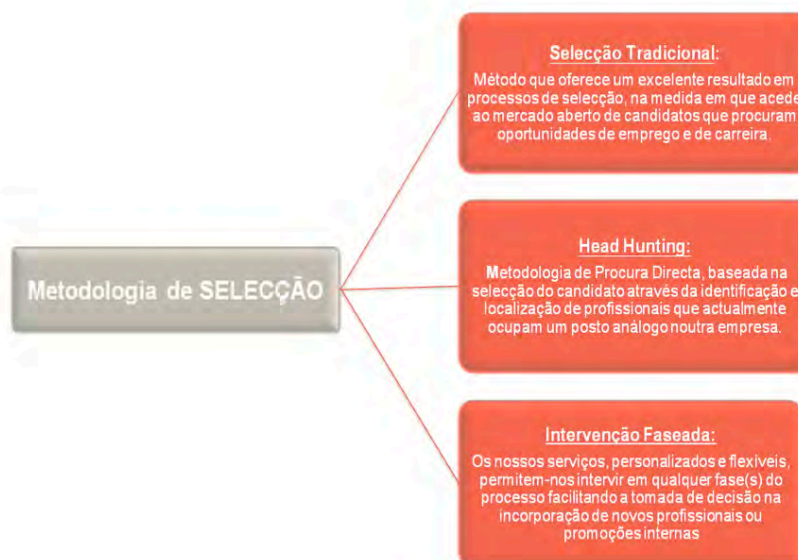 Metodologia de SELECÇÃO
Selecção Tradicional:
Método que oferece um excelente resultado em
processos de selecção, na medida em que acede
ao mercado aberto de candidatos que procuram
oportunidades de emprego e de carreira.
Head Hunting:
Metodologia de Procura Directa, baseada na
selecção do candidato através da identificação e
localização de profissionais que actualmente
ocupam um posto análogo noutra empresa.
Intervenção Faseada:
Os nossos serviços, personalizados e flexíveis,
permitem-nos intervir em qualquer fase(s) do
processo facilitando a tomada de decisão na
incorporação de novos profissionais ou
promoções internas